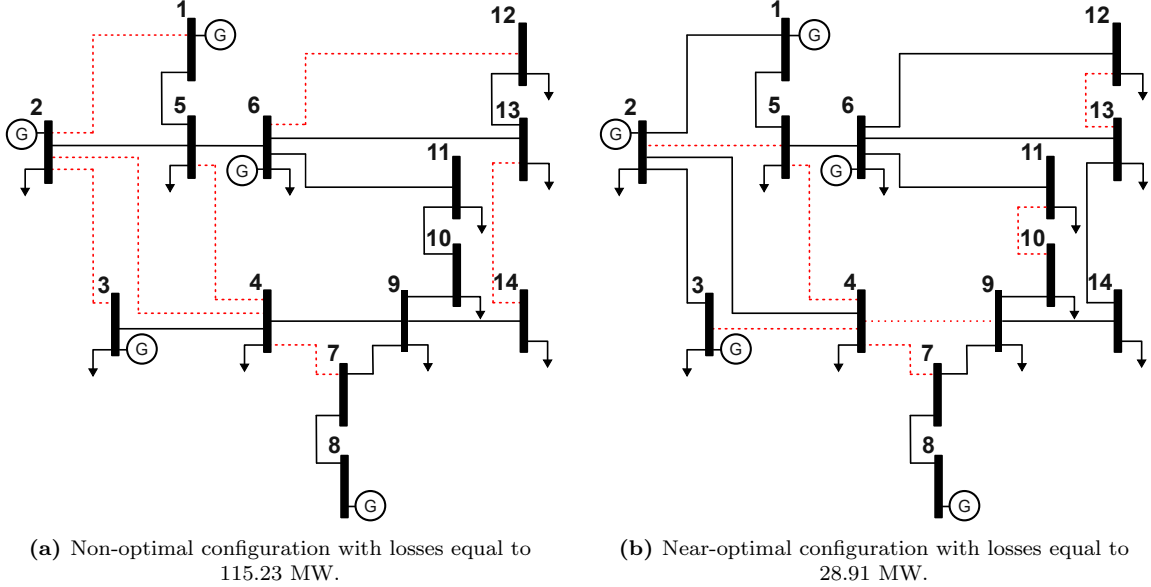 1
12
2
5
6
13
G
G
G
11
10
3
4
9
14
G
7
8
G
(a) Non-optimal configuration with losses equal to
115.23 MW.
1
12
2
5
6
13
G
G
G
11
10
3
4
9
14
G
7
8
G
(b) Near-optimal configuration with losses equal to
28.91 MW.